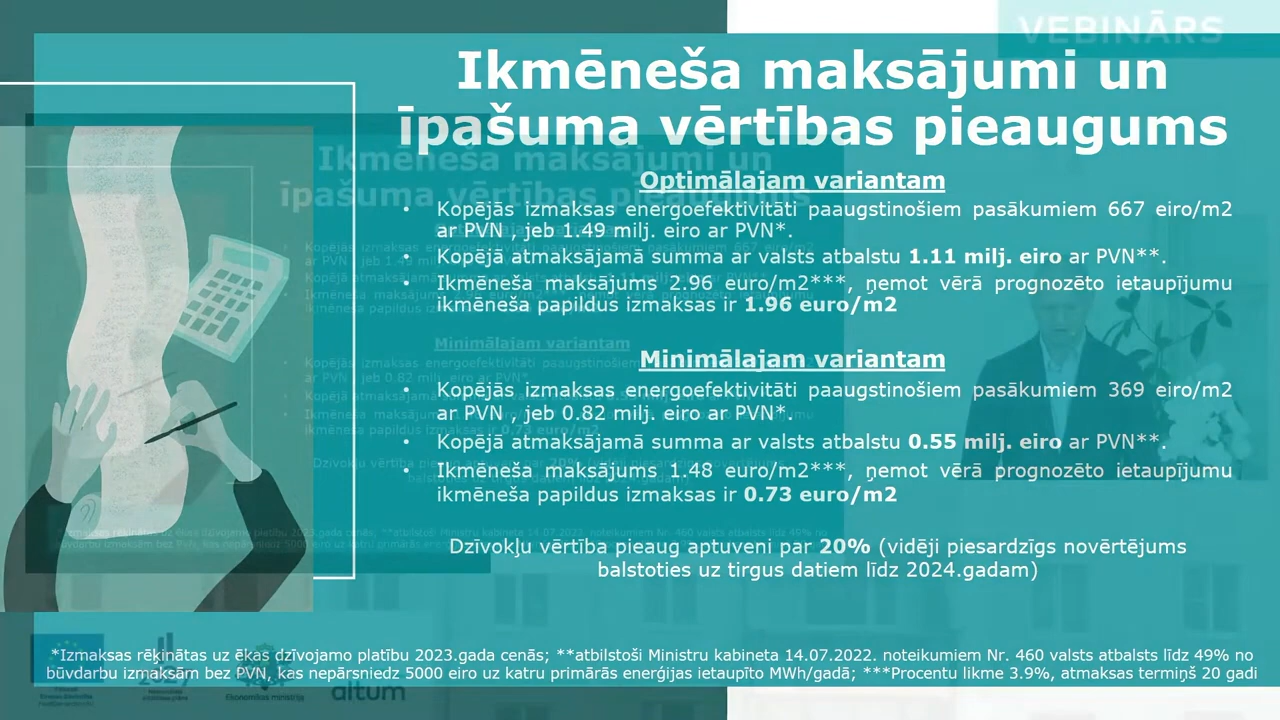 VEBINĀRS
Ikmēneša maksājumi un
īpašuma vērtības pieaugums
Optimālajam variantam
• Kopējās izmaksas energoefektivitāti paaugstinošiem pasākumiem 667 eiro/m2
ar PVN , jeb 1.49 milj. eiro ar PVN*.
• Kopējā atmaksājamā summa ar valsts atbalstu 1.11 milj. eiro ar PVN**.
• Ikmēneša maksājums 2.96 euro/m2***, ņemot vērā prognozēto ietaupījumu
ikmēneša papildus izmaksas ir 1.96 euro/m2
Minimālajam variantam
• Kopējās izmaksas energoefektivitāti paaugstinošiem pasākumiem 369 eiro/m2
ar PVN , jeb 0.82 milj. eiro ar PVN*.
• Kopējā atmaksājamā summa ar valsts atbalstu 0.55 milj. eiro ar PVN**.
• Ikmēneša maksājums 1.48 euro/m2***, ņemot vērā prognozēto ietaupījumu
ikmēneša papildus izmaksas ir 0.73 euro/m2
Dzīvokļu vērtība pieaug aptuveni par 20% (vidēji piesardzīgs novērtējums
balstoties uz tirgus datiem līdz 2024.gadam)
*Izmaksas rēķinātas uz ēkas dzīvojamo platību 2023.gada cenās; **atbilstoši Ministru kabineta 14.07.2022. noteikumiem Nr. 460 valsts atbalsts līdz 49% no
būvdarbu izmaksām bez PVN, kas nepārsniedz 5000 eiro uz katru primārās enerģijas ietaupīto MWh/gadā; ***Procentu likme 3.9%, atmaksas termiņš 20 gadi
Ekonomikas ministrija
altum